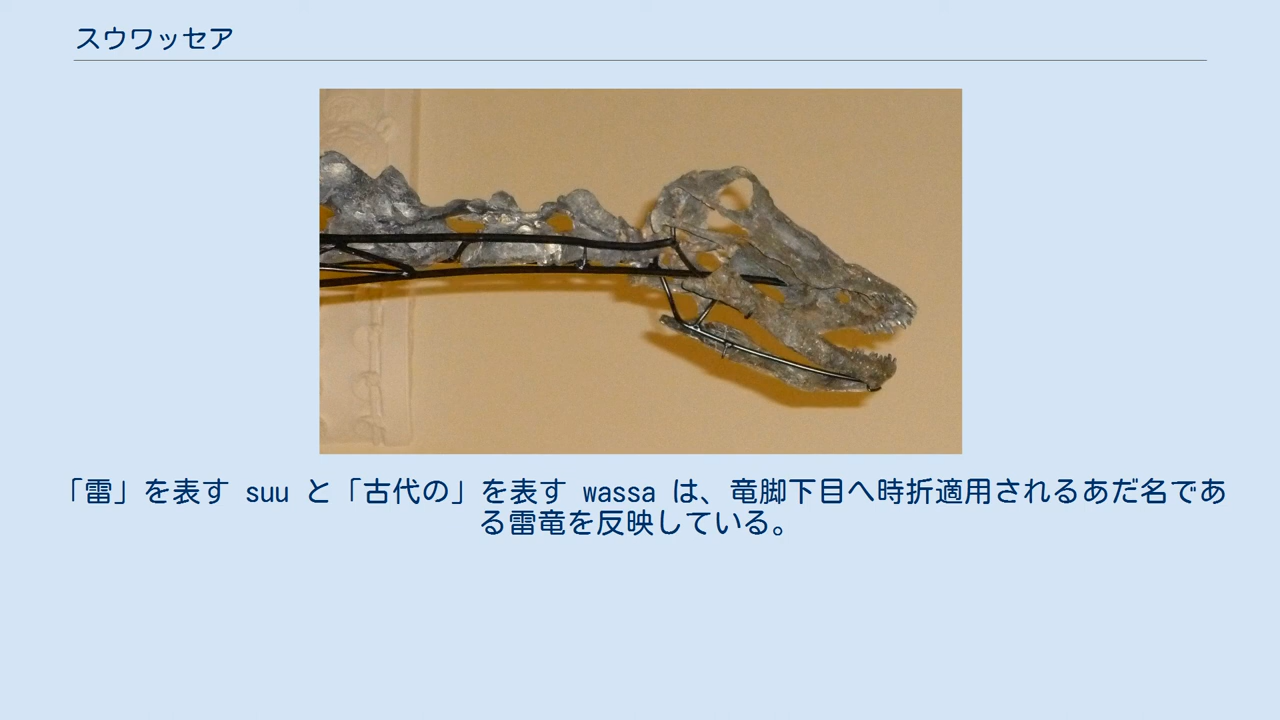 スウワッセア
「雷」を表す suu と「古代の」を表す wassa は、竜脚下目へ時折適用されるあだ名であ
る雷竜を反映している。